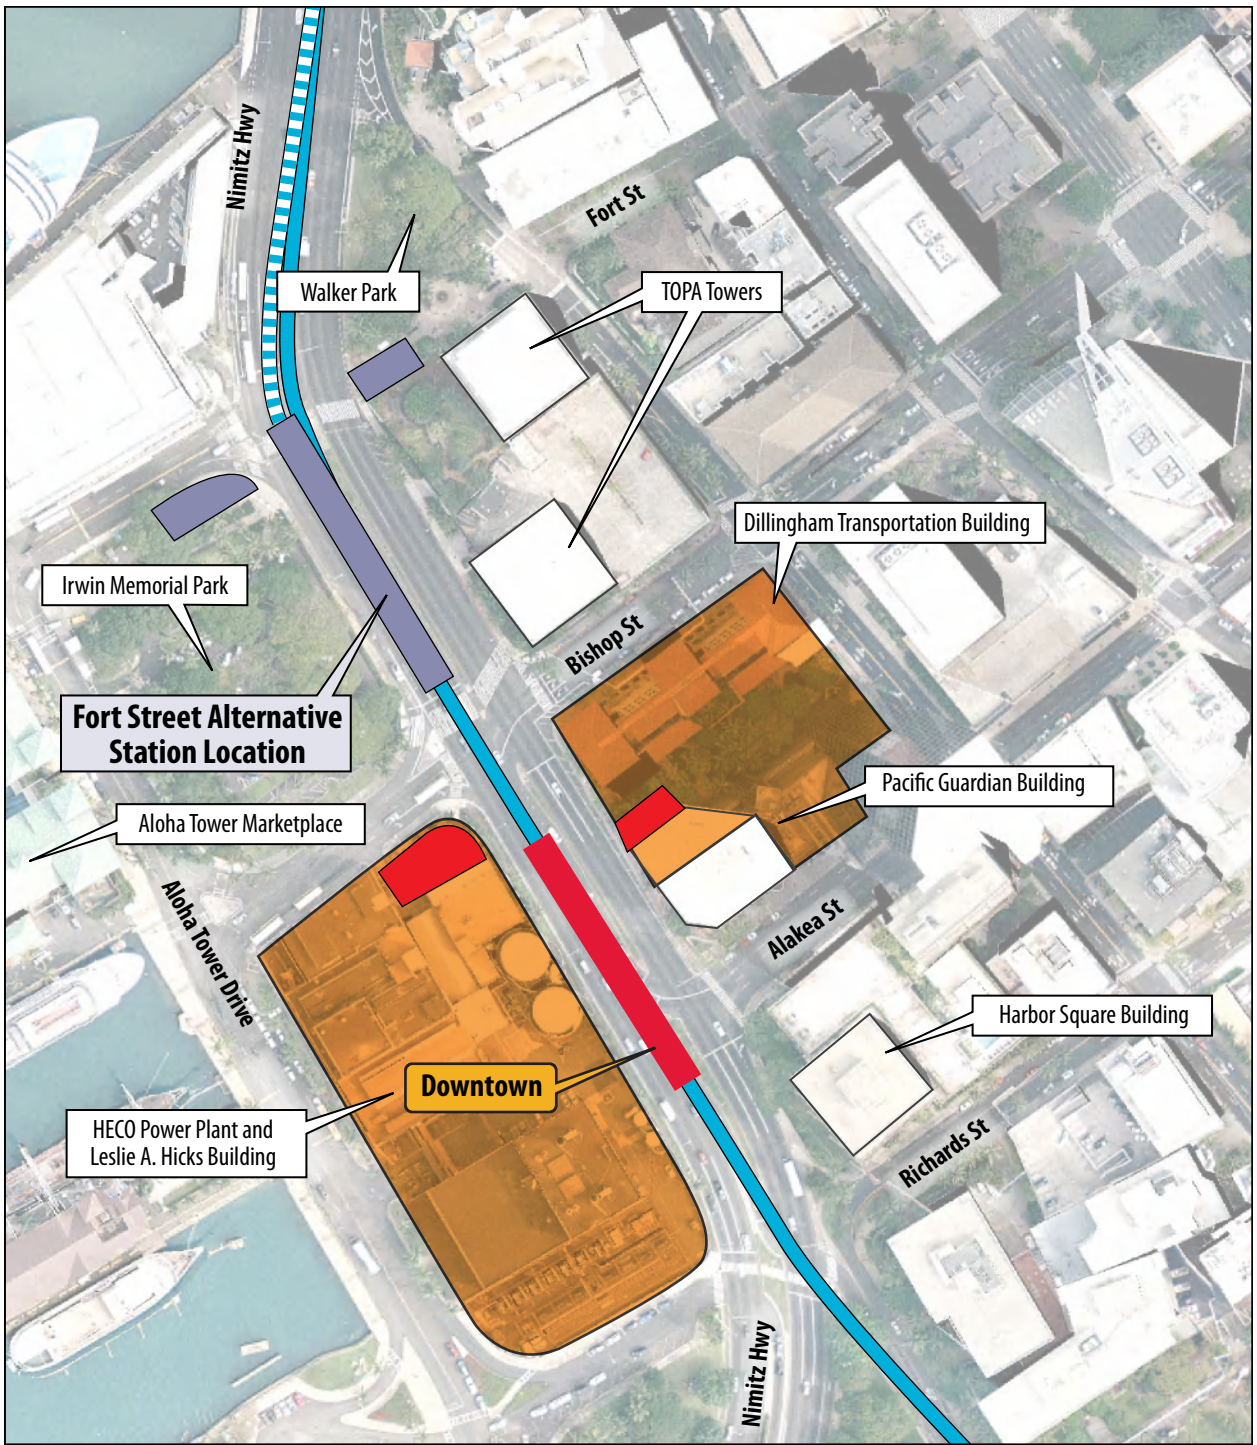 Nimitz Hwy
Fort St
Walker Park
TOPA Towers
Dillingham Transportation Building
Irwin Memorial Park
Bishop St
Fort Street Alternative
Station Location
Pacific Guardian Building
Aloha Tower Marketplace
Aloha Tower Drive
Alakea St
Harbor Square Building
Downtown
HECO Power Plant and
Leslie A. Hicks Building
Richards St
Nimitz Hwy